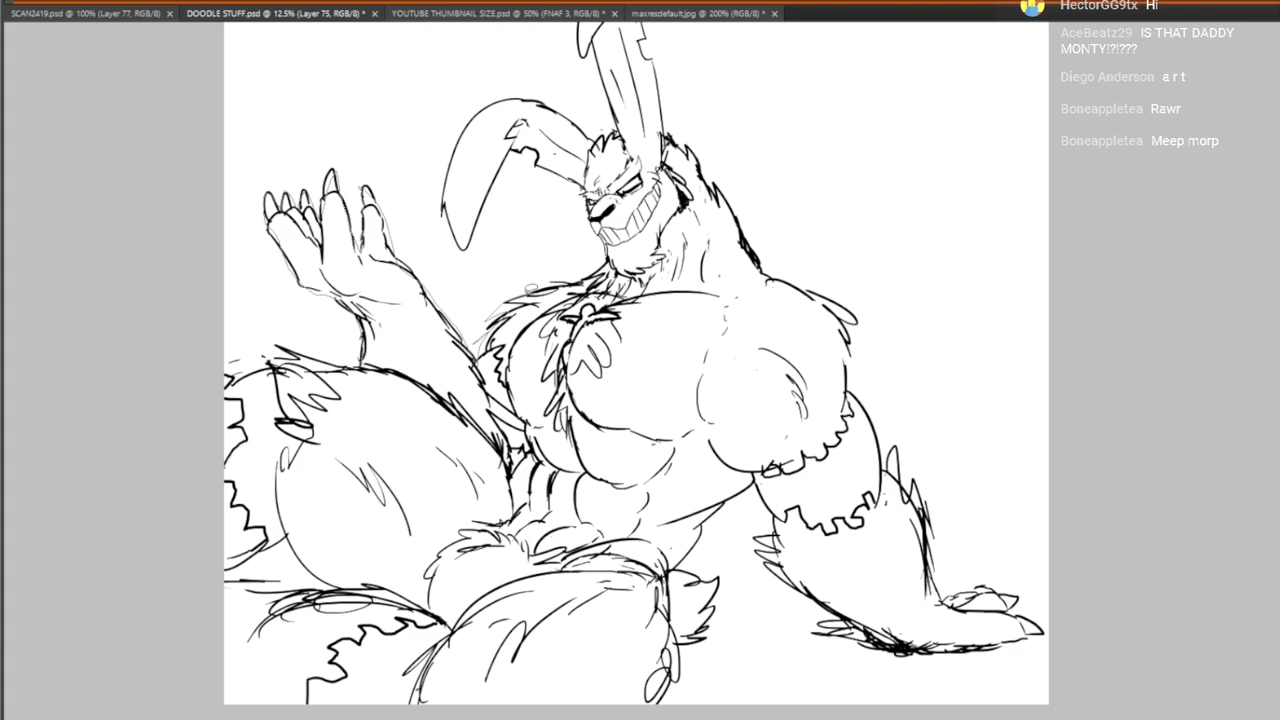 SCAN2419.psd @ 100% (Layer 77, RGB/8) × DOODLE STUFF.psd @ 12.5% (Layer 75, RGB/8) * × YOUTUBE THUMBNAIL SIZE.psd @ 50% (FNAF 3, RGB/8) * × maxresdefault.jpg @ 200% (RGB/8) * ×
HectorGG9tx Hi
AceBeatz29 IS THAT DADDY
MONTY!?!???
Diego Anderson a r t
Boneappletea Rawr
Boneappletea Meep morp